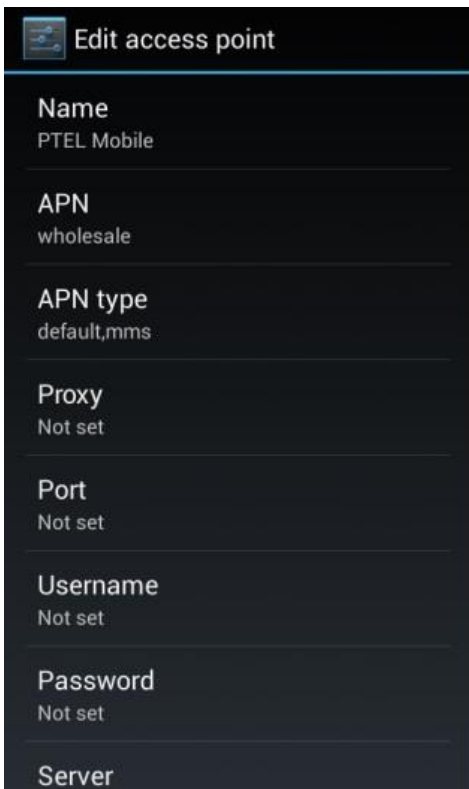 Edit access point
Name
PTEL Mobile
APN
wholesale
APN type
default,mms
Proxy
Not set
Port
Not set
Username
Not set
Password
Not set
Server